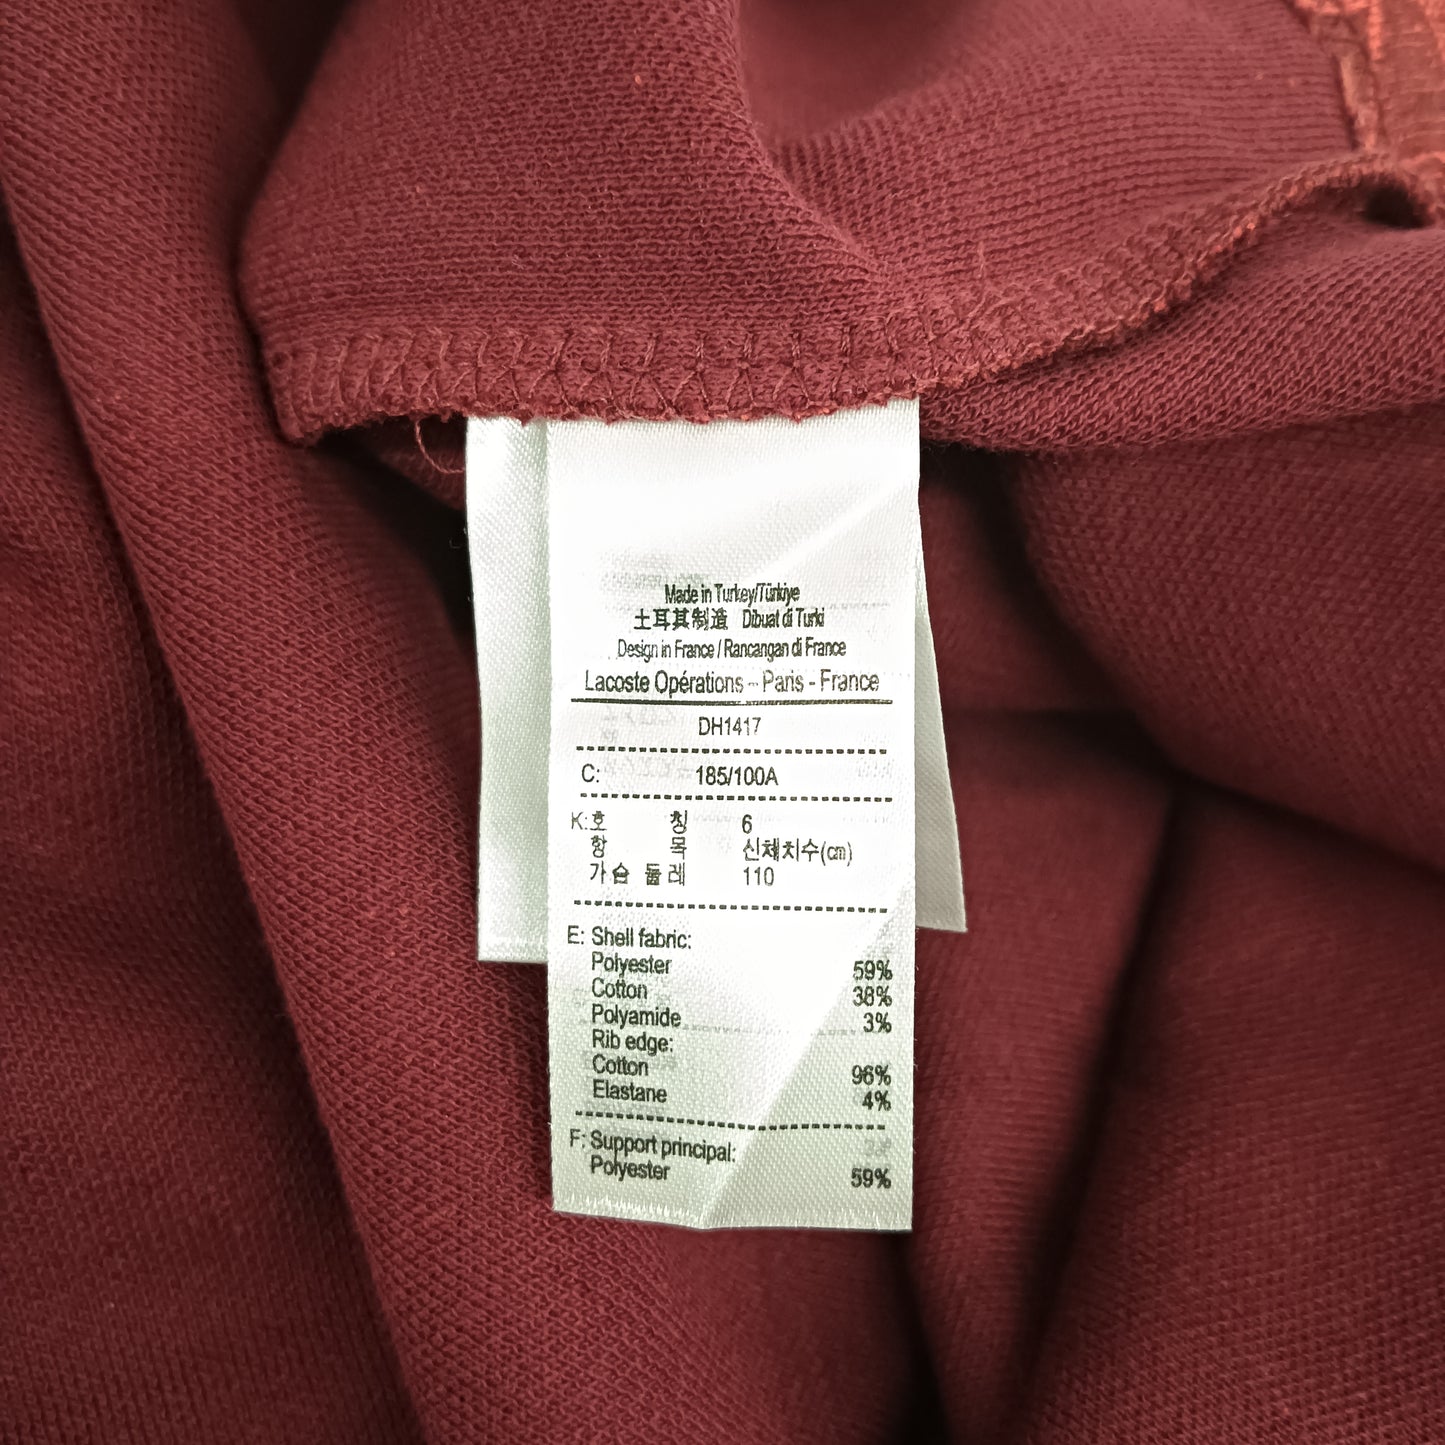 Made in Turkey/Türkiye
土耳其制造 Dibuat di Turki
Design in France / Rancangan di France
Lacoste Opérations - Paris - France
DH1417
C: 185/100A
K:호 칭 6
항 목 신체치수(㎝)
가슴 둘레 110
E: Shell fabric:
Polyester 59%
Cotton 38%
Polyamide 3%
Rib edge:
Cotton 96%
Elastane 4%
F: Support principal:
Polyester 59%